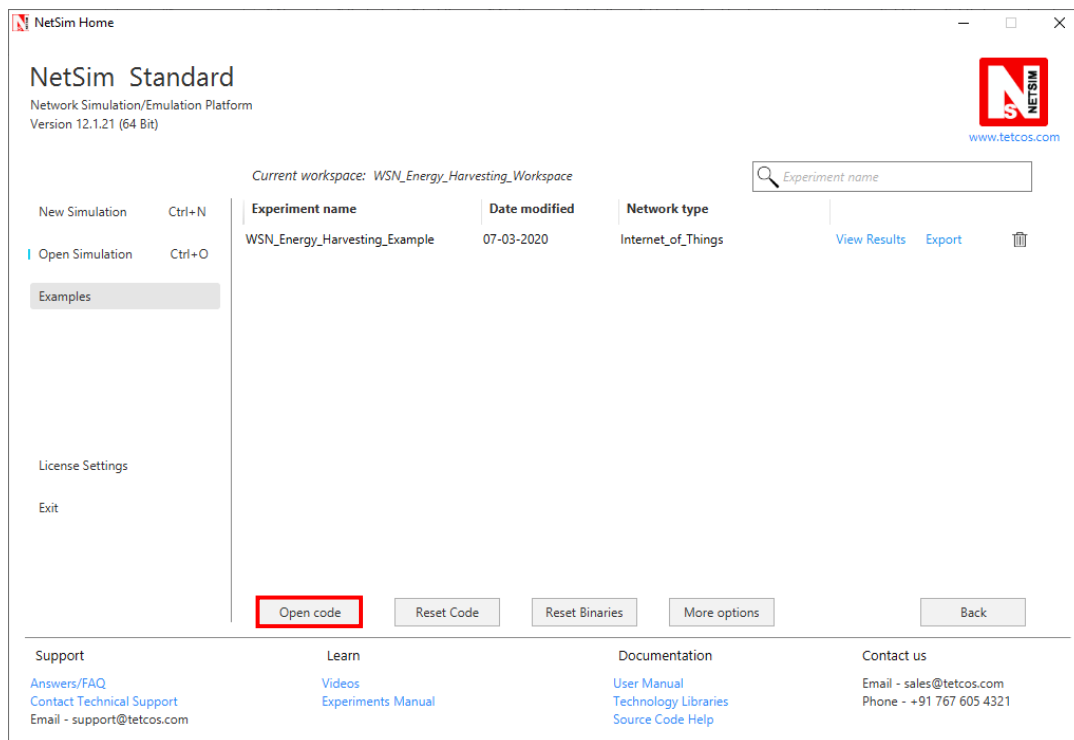 NetSim Home
NetSim Standard
Network Simulation/Emulation Platform
Version 12.1.21 (64 Bit)
NETSIM
www.tetcos.com
Current workspace: WSN_Energy_Harvesting_Workspace
Experiment name
New Simulation Ctrl+N
Open Simulation Ctrl+O
Examples
License Settings
Exit
Experiment name Date modified Network type
WSN_Energy_Harvesting_Example 07-03-2020 Internet_of_Things View Results Export
Open code Reset Code Reset Binaries More options Back
Support
Answers/FAQ
Contact Technical Support
Email - support@tetcos.com
Learn
Videos
Experiments Manual
Documentation
User Manual
Technology Libraries
Source Code Help
Contact us
Email - sales@tetcos.com
Phone - +91 767 605 4321